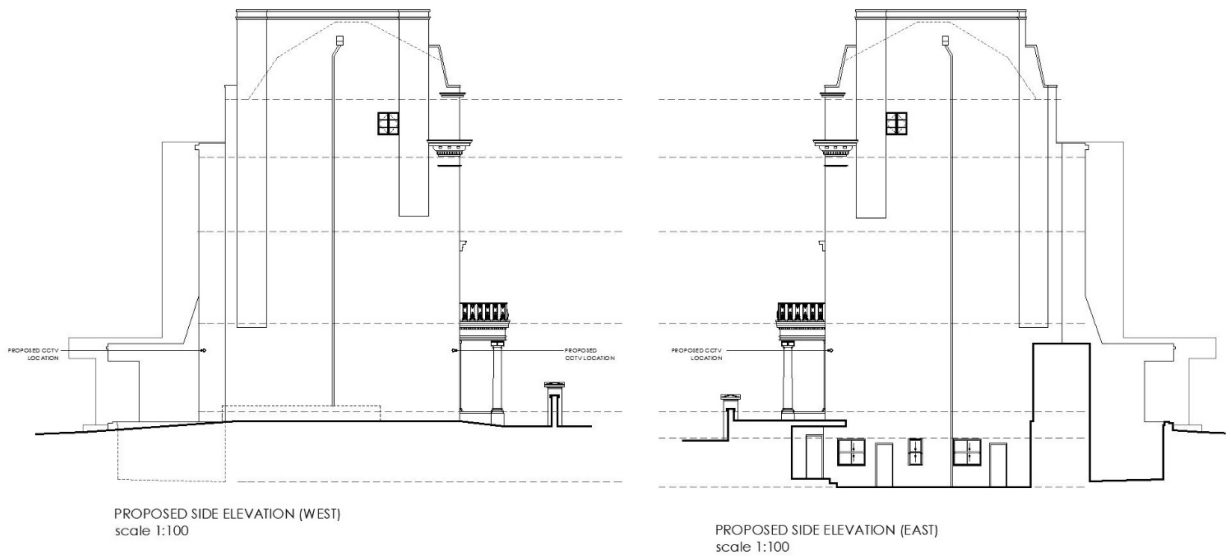 PROPOSED CCTV
LOCATION
PROPOSED
CCTV LOCATION
PROPOSED SIDE ELEVATION (WEST)
scale 1:100
PROPOSED CCTV
LOCATION
PROPOSED SIDE ELEVATION (EAST)
scale 1:100